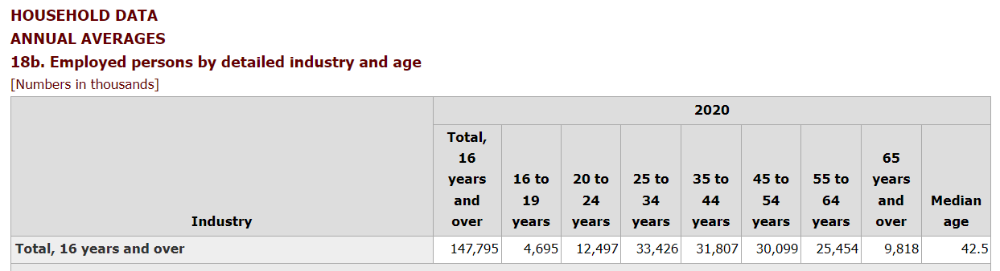 HOUSEHOLD DATA
ANNUAL AVERAGES
18b. Employed persons by detailed industry and age
[Numbers in thousands]
Industry
2020
Total, 16 years and over
16 to 19 years
20 to 24 years
25 to 34 years
35 to 44 years
45 to 54 years
55 to 64 years
65 years and over
Median age
Total, 16 years and over 147,795 4,695 12,497 33,426 31,807 30,099 25,454 9,818 42.5